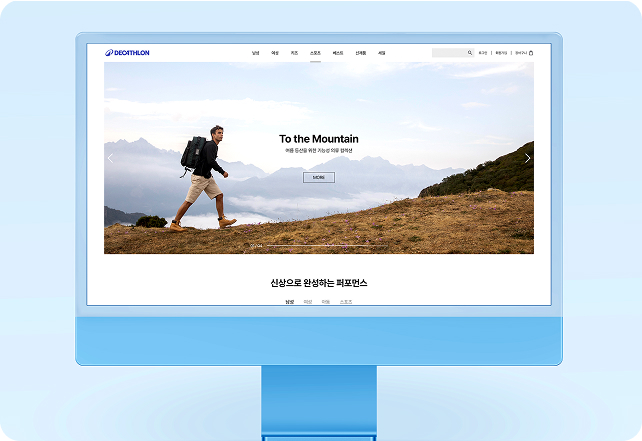 DECATHLON
남성 여성 키즈 스포츠 베스트 신제품 세일
로그인 | 회원가입 | 장바구니
To the Mountain
여름 등산을 위한 기능성 의류 컬렉션
MORE
신상으로 완성하는 퍼포먼스
남성 여성 아동 스포츠